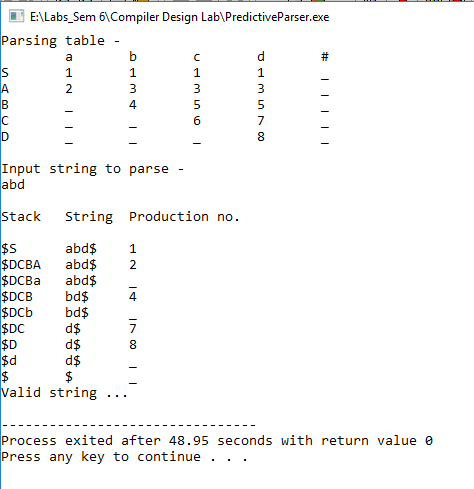 E:\Labs_Sem 6\Compiler Design Lab\PredictiveParser.exe
Parsing table -
a b c d #
S 1 1 1 1 _
A 2 3 3 3 _
B _ 4 5 5 _
C _ _ 6 7 _
D _ _ _ 8 _
Input string to parse -
abd
Stack String Production no.
$S abd$ 1
$DCBA abd$ 2
$DCBa abd$ _
$DCB bd$ 4
$DCb bd$ _
$DC d$ 7
$D d$ 8
$d d$ _
$ $ _
Valid string ...
--------------------------------
Process exited after 48.95 seconds with return value 0
Press any key to continue . . .